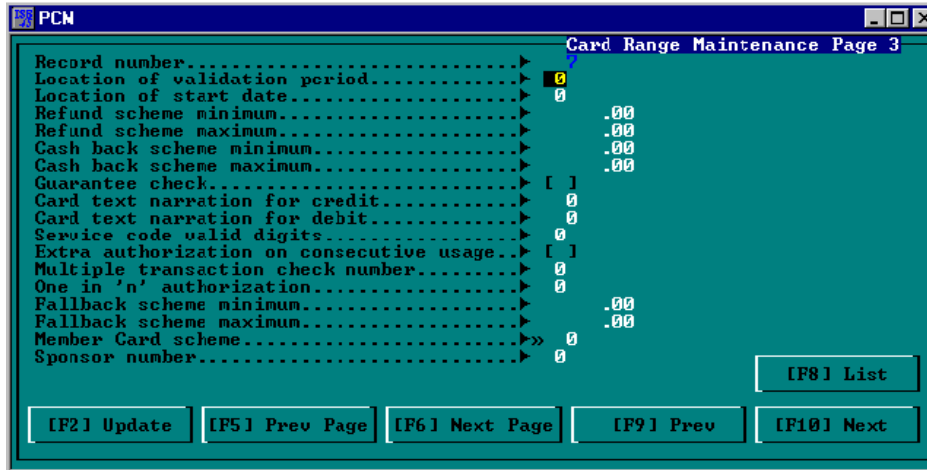 PCN
Card Range Maintenance Page 3
Record number..............................► 7
Location of validation period..............► 0
Location of start date.....................► 0
Refund scheme minimum......................► .00
Refund scheme maximum......................► .00
Cash back scheme minimum...................► .00
Cash back scheme maximum...................► .00
Guarantee check............................► [ ]
Card text narration for credit.............► 0
Card text narration for debit..............► 0
Service code valid digits..................► 0
Extra authorization on consecutive usage..► [ ]
Multiple transaction check number.........► 0
One in 'n' authorization...................► 0
Fallback scheme minimum....................► .00
Fallback scheme maximum....................► .00
Member Card scheme.........................►» 0
Sponsor number.............................► 0
[F8] List
[F2] Update [F5] Prev Page [F6] Next Page [F9] Prev [F10] Next